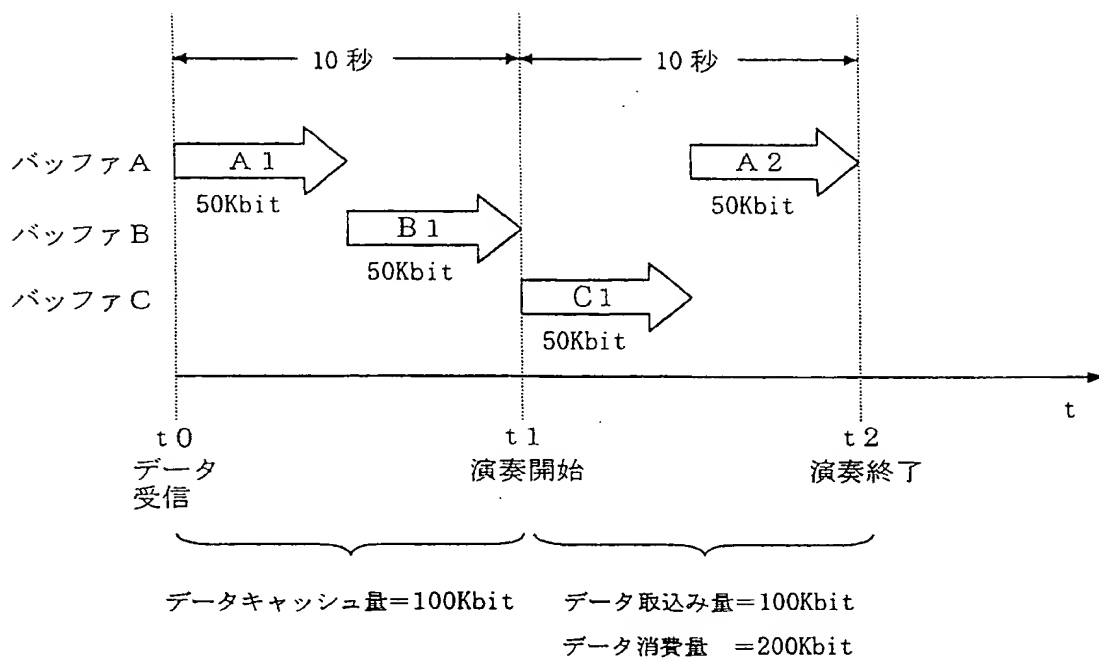 10秒 10秒
バッファA A1 A2
50Kbit 50Kbit
バッファB B1
50Kbit
バッファC C1
50Kbit
t
t0 t1 t2
データ 演奏開始 演奏終了
受信
データキャッシュ量=100Kbit データ取込み量=100Kbit
データ消費量 =200Kbit